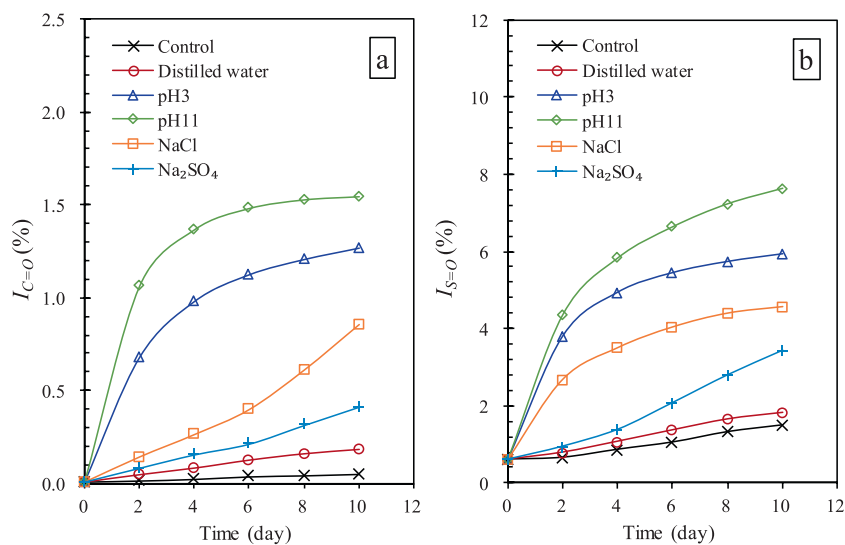 2.5
2.0
1.5
1.0
0.5
0.0
I_C=O (%)
0 2 4 6 8 10 12
Time (day)
Control
Distilled water
pH3
pH11
NaCl
Na₂SO₄
a
12
10
8
6
4
2
0
I_S=O (%)
0 2 4 6 8 10 12
Time (day)
Control
Distilled water
pH3
pH11
NaCl
Na₂SO₄
b